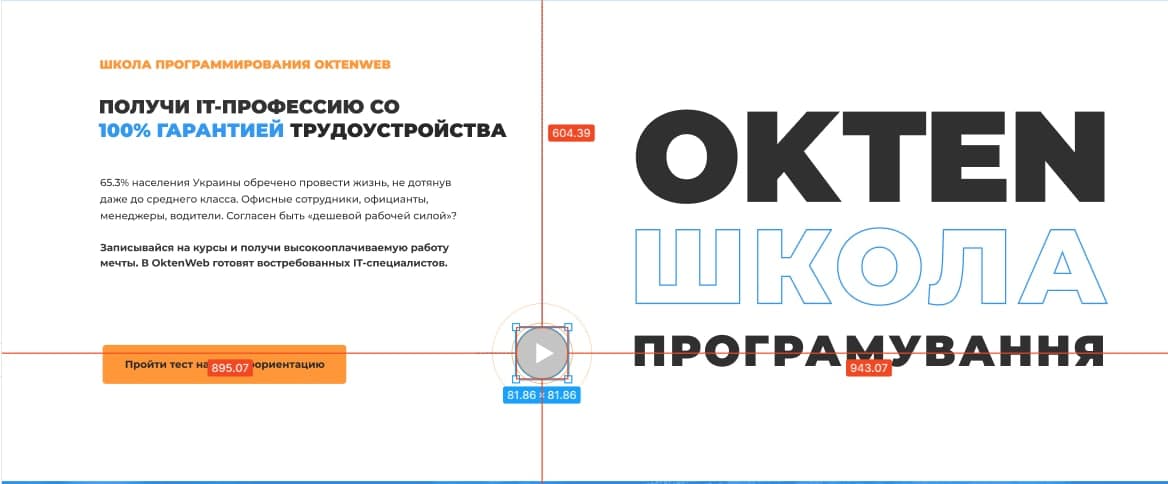 ШКОЛА ПРОГРАММИРОВАНИЯ OKTENWEB
ПОЛУЧИ IT-ПРОФЕССИЮ СО
100% ГАРАНТИЕЙ ТРУДОУСТРОЙСТВА
65.3% населения Украины обречено провести жизнь, не дотянув
даже до среднего класса. Офисные сотрудники, официанты,
менеджеры, водители. Согласен быть «дешевой рабочей силой»?
Записывайся на курсы и получи высокооплачиваемую работу
мечты. В OktenWeb готовят востребованных IT-специалистов.
Пройти тест на ориентацию
895.07
604.39
81.86 × 81.86
OKTEN
ШКОЛА
ПРОГРАМУВАННЯ
943.07